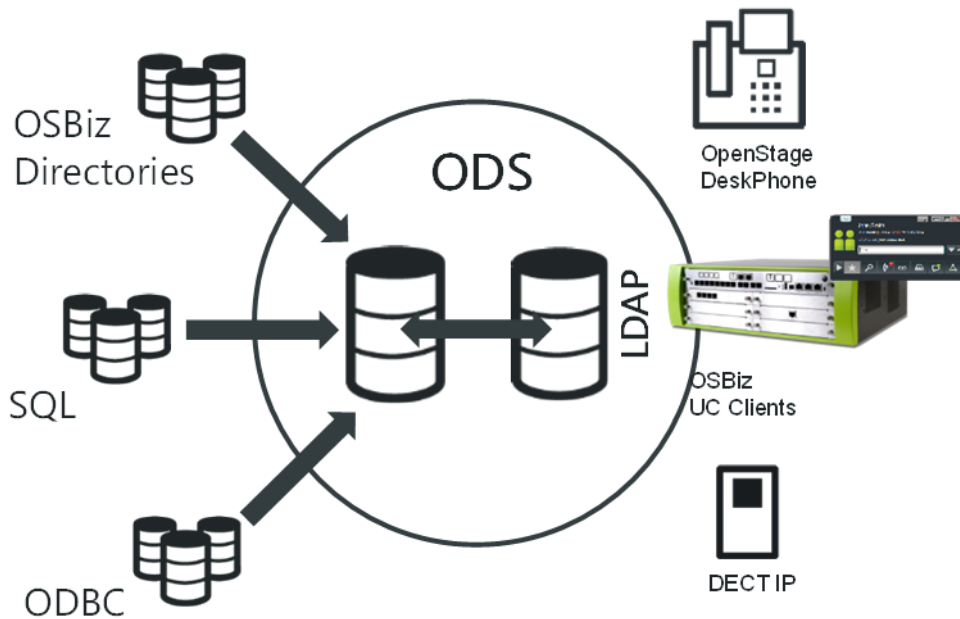 OSBiz
Directories
SQL
ODBC
ODS
LDAP
OpenStage
DeskPhone
OSBiz
UC Clients
DECT IP